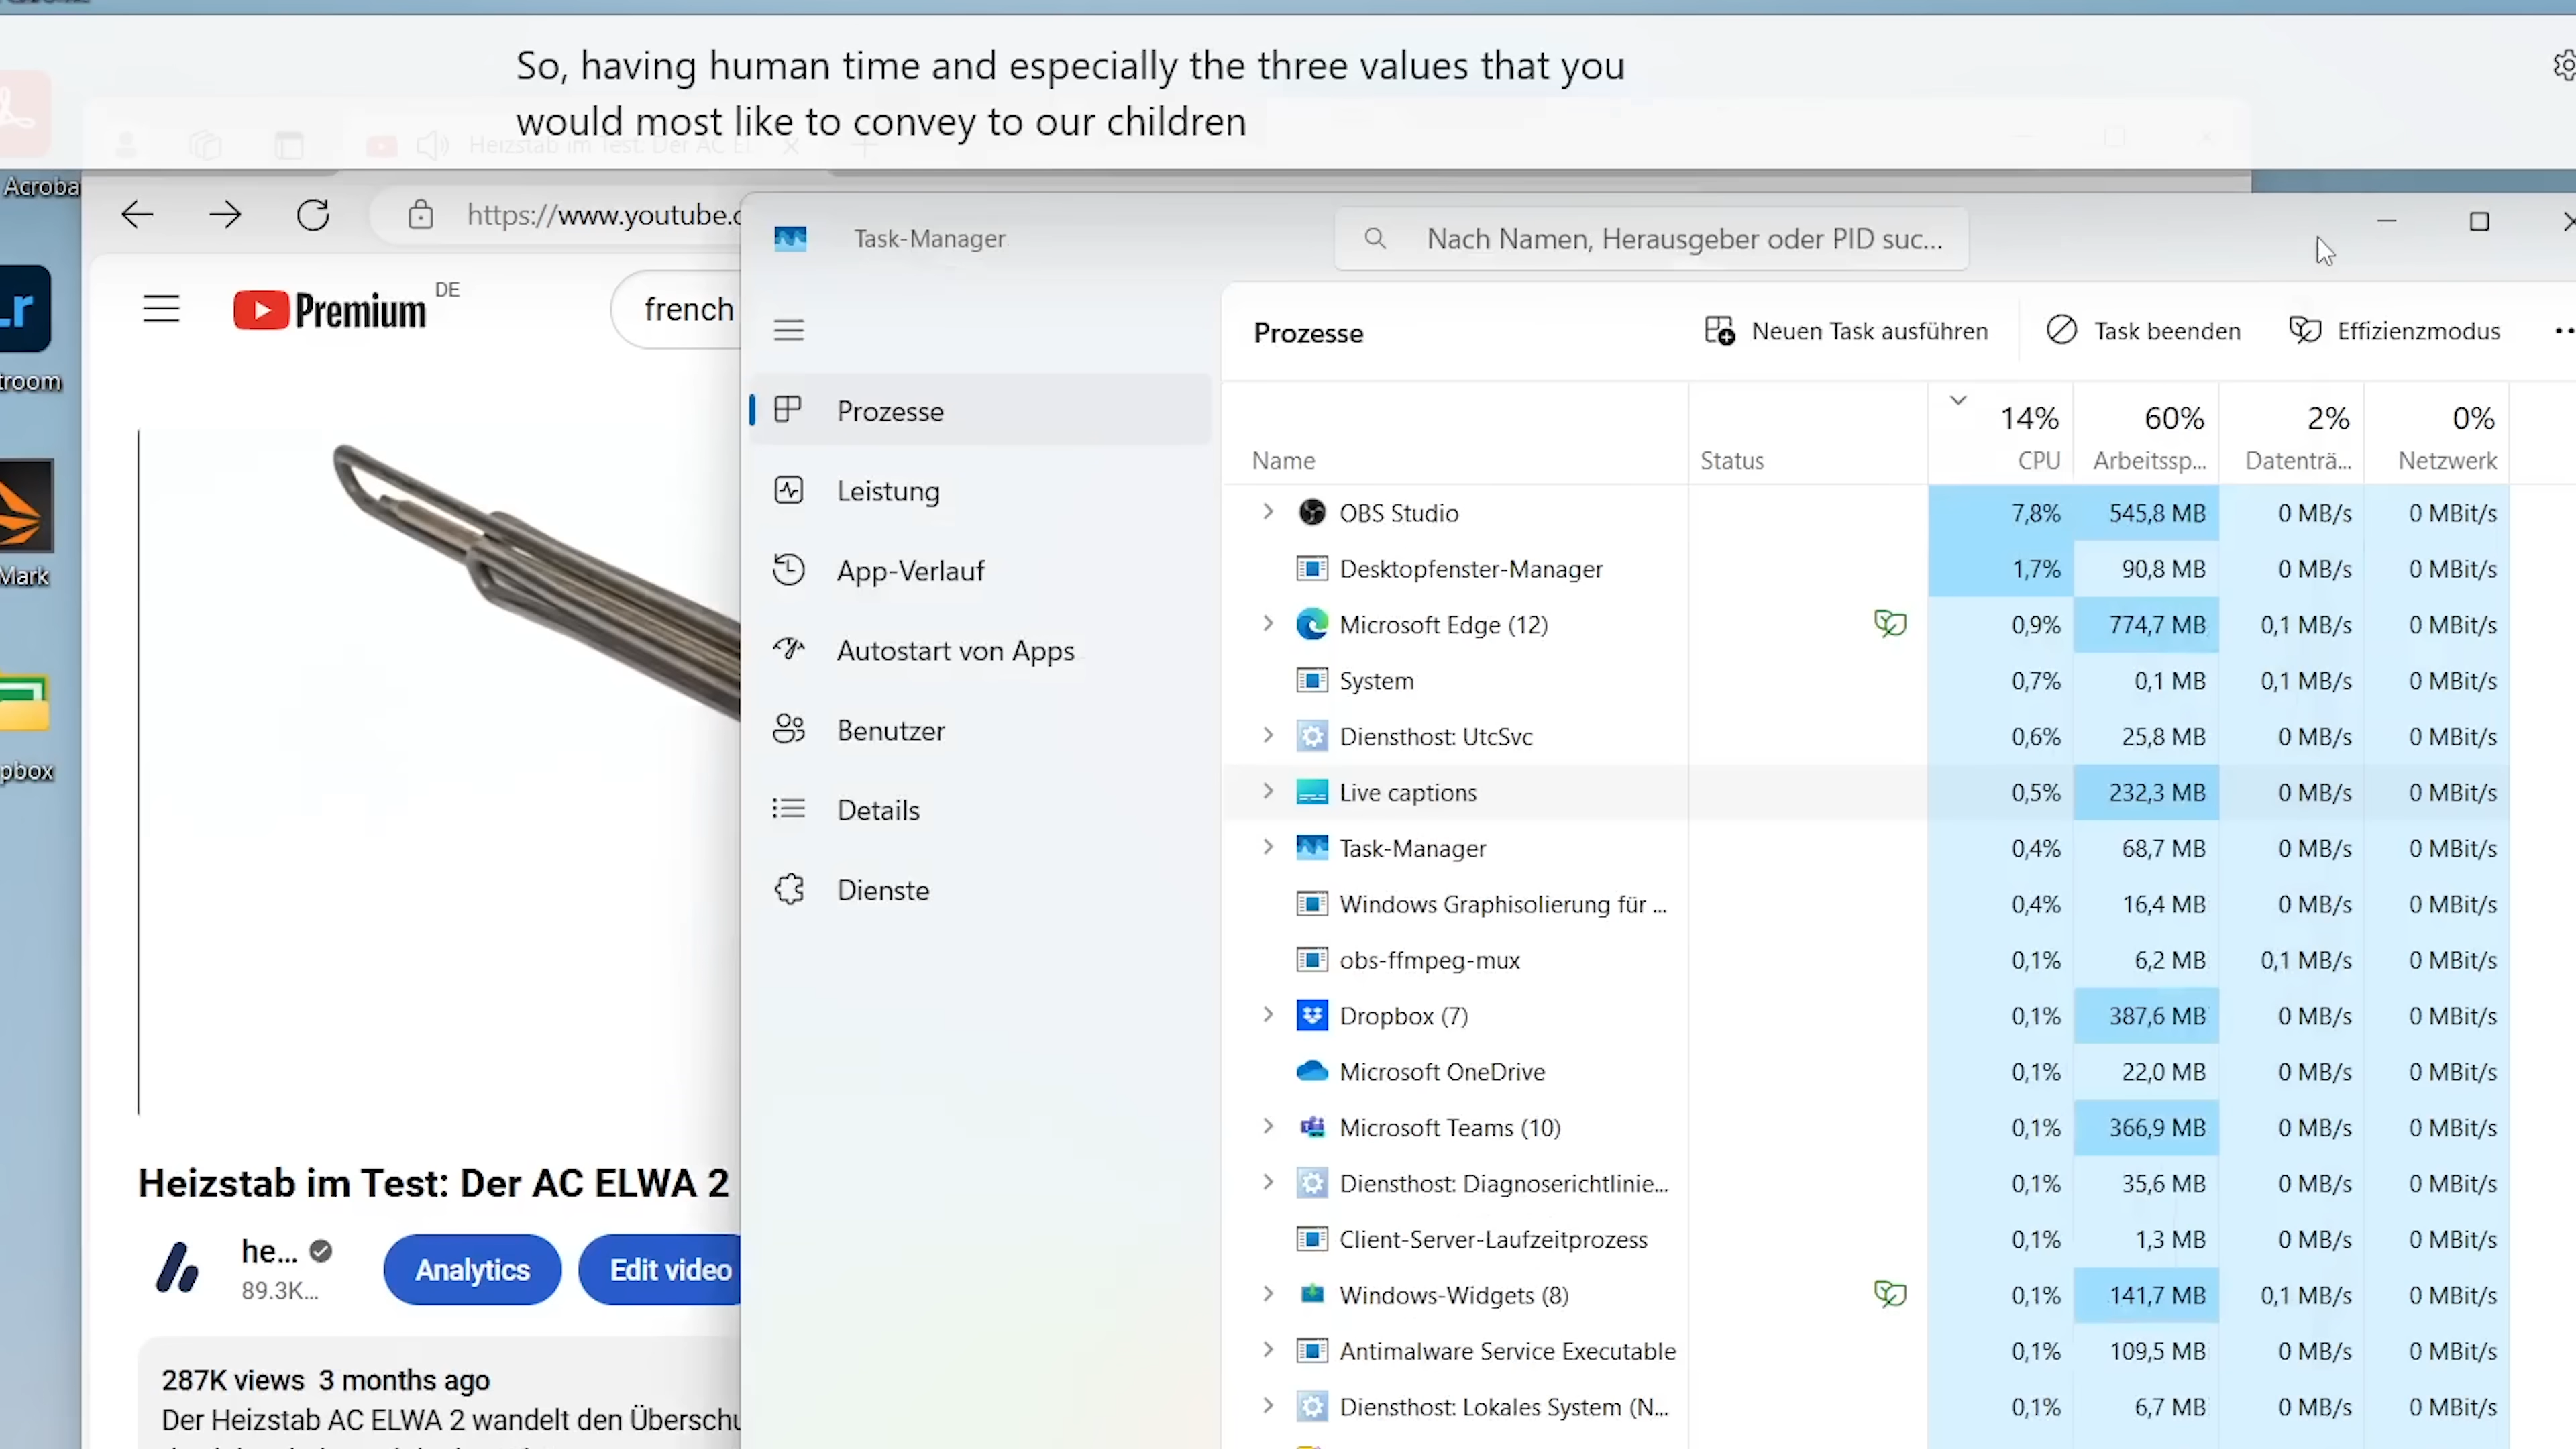 So, having human time and especially the three values that you
would most like to convey to our children
Heizstab im Test: Der AC EL
Acroba
https://www.youtube.c
Task-Manager
Nach Namen, Herausgeber oder PID suc...
Premium DE
french
troom
Mark
pbox
Prozesse
Neuen Task ausführen
Task beenden
Effizienzmodus
Prozesse
Leistung
App-Verlauf
Autostart von Apps
Benutzer
Details
Dienste
14% 60% 2% 0%
Name Status CPU Arbeitssp... Datenträ... Netzwerk
OBS Studio 7,8% 545,8 MB 0 MB/s 0 MBit/s
Desktopfenster-Manager 1,7% 90,8 MB 0 MB/s 0 MBit/s
Microsoft Edge (12) 0,9% 774,7 MB 0,1 MB/s 0 MBit/s
System 0,7% 0,1 MB 0,1 MB/s 0 MBit/s
Diensthost: UtcSvc 0,6% 25,8 MB 0 MB/s 0 MBit/s
Live captions 0,5% 232,3 MB 0 MB/s 0 MBit/s
Task-Manager 0,4% 68,7 MB 0 MB/s 0 MBit/s
Windows Graphisolierung für ... 0,4% 16,4 MB 0 MB/s 0 MBit/s
obs-ffmpeg-mux 0,1% 6,2 MB 0,1 MB/s 0 MBit/s
Dropbox (7) 0,1% 387,6 MB 0 MB/s 0 MBit/s
Microsoft OneDrive 0,1% 22,0 MB 0 MB/s 0 MBit/s
Microsoft Teams (10) 0,1% 366,9 MB 0 MB/s 0 MBit/s
Diensthost: Diagnoserichtlinie... 0,1% 35,6 MB 0 MB/s 0 MBit/s
Client-Server-Laufzeitprozess 0,1% 1,3 MB 0 MB/s 0 MBit/s
Windows-Widgets (8) 0,1% 141,7 MB 0,1 MB/s 0 MBit/s
Antimalware Service Executable 0,1% 109,5 MB 0 MB/s 0 MBit/s
Diensthost: Lokales System (N... 0,1% 6,7 MB 0 MB/s 0 MBit/s
Heizstab im Test: Der AC ELWA 2
he...
89.3K...
Analytics
Edit video
287K views 3 months ago
Der Heizstab AC ELWA 2 wandelt den Überschu